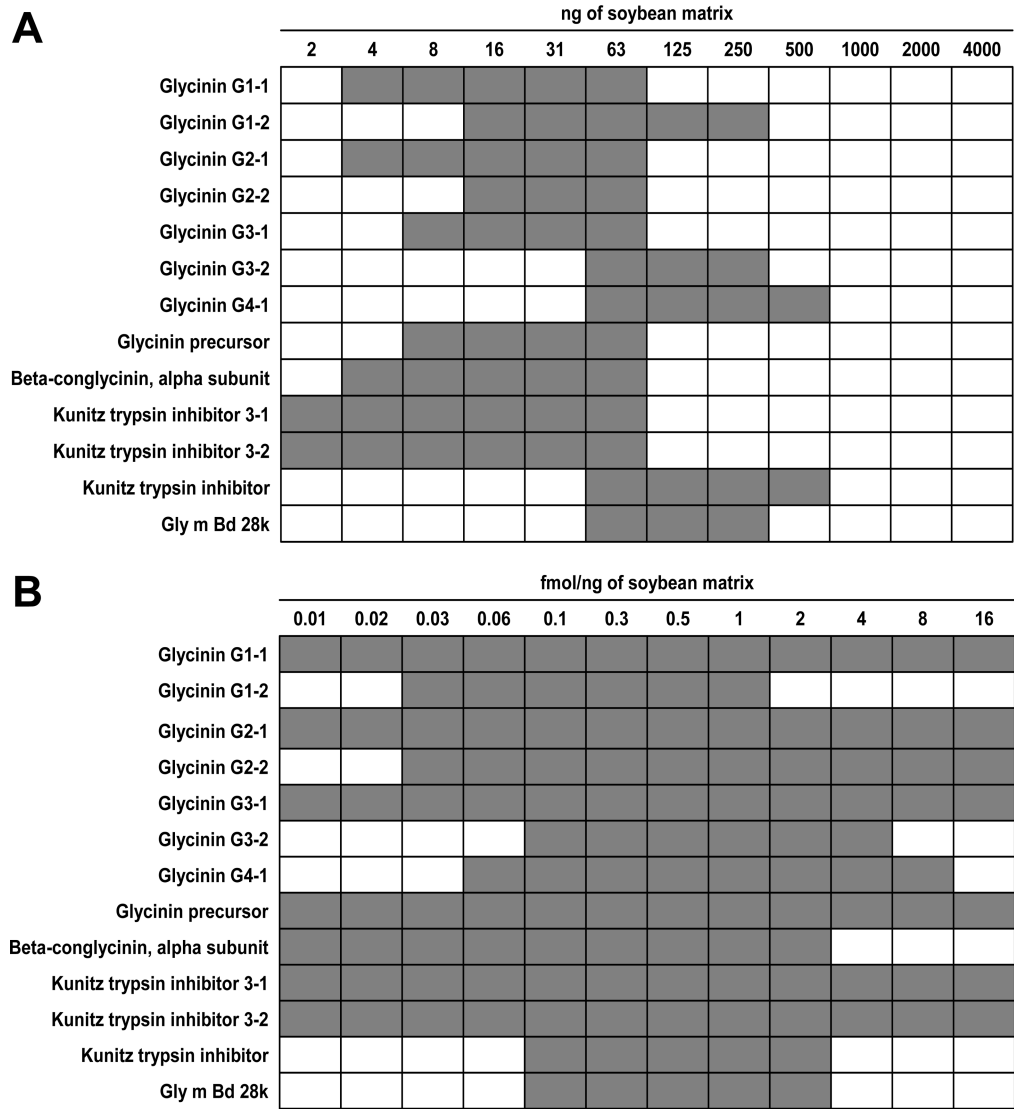 A
ng of soybean matrix
2 4 8 16 31 63 125 250 500 1000 2000 4000
Glycinin G1-1
Glycinin G1-2
Glycinin G2-1
Glycinin G2-2
Glycinin G3-1
Glycinin G3-2
Glycinin G4-1
Glycinin precursor
Beta-conglycinin, alpha subunit
Kunitz trypsin inhibitor 3-1
Kunitz trypsin inhibitor 3-2
Kunitz trypsin inhibitor
Gly m Bd 28k
B
fmol/ng of soybean matrix
0.01 0.02 0.03 0.06 0.1 0.3 0.5 1 2 4 8 16
Glycinin G1-1
Glycinin G1-2
Glycinin G2-1
Glycinin G2-2
Glycinin G3-1
Glycinin G3-2
Glycinin G4-1
Glycinin precursor
Beta-conglycinin, alpha subunit
Kunitz trypsin inhibitor 3-1
Kunitz trypsin inhibitor 3-2
Kunitz trypsin inhibitor
Gly m Bd 28k